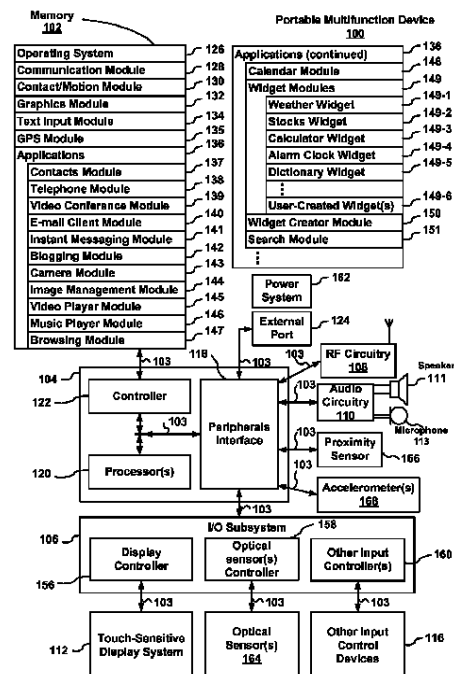 Memory
102
Operating System
126
Communication Module
128
Contact/Motion Module
130
Graphics Module
132
Text Input Module
134
GPS Module
135
Applications
136
Contacts Module
137
Telephone Module
138
Video Conference Module
139
E-mail Client Module
140
Instant Messaging Module
141
Blogging Module
142
Camera Module
143
Image Management Module
144
Video Player Module
145
Music Player Module
146
Browsing Module
147
Portable Multifunction Device
100
Applications (continued)
136
Calendar Module
148
Widget Modules
149
Weather Widget
149-1
Stocks Widget
149-2
Calculator Widget
149-3
Alarm Clock Widget
149-4
Dictionary Widget
149-5
User-Created Widget(s)
149-6
Widget Creator Module
150
Search Module
151
Power System
162
External Port
124
103
118
103
103
RF Circuitry
108
Speaker
111
104
Controller
122
103
Processor(s)
120
Peripherals Interface
103
Audio Circuitry
110
Microphone
113
103
Proximity Sensor
166
103
Accelerometer(s)
168
103
I/O Subsystem
106
Display Controller
156
Optical sensor(s) Controller
158
Other Input Controller(s)
160
103
103
103
Touch-Sensitive Display System
112
Optical Sensor(s)
164
Other Input Control Devices
116